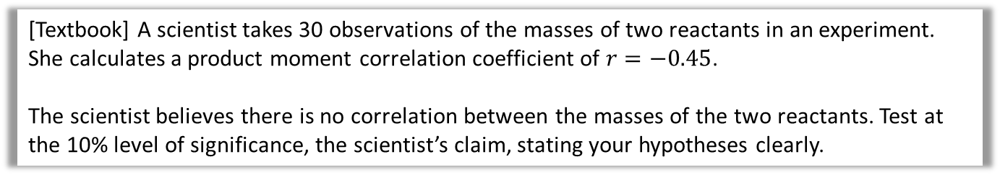 [Textbook] A scientist takes 30 observations of the masses of two reactants in an experiment.
She calculates a product moment correlation coefficient of 𝑟 = −0.45.
The scientist believes there is no correlation between the masses of the two reactants. Test at
the 10% level of significance, the scientist’s claim, stating your hypotheses clearly.